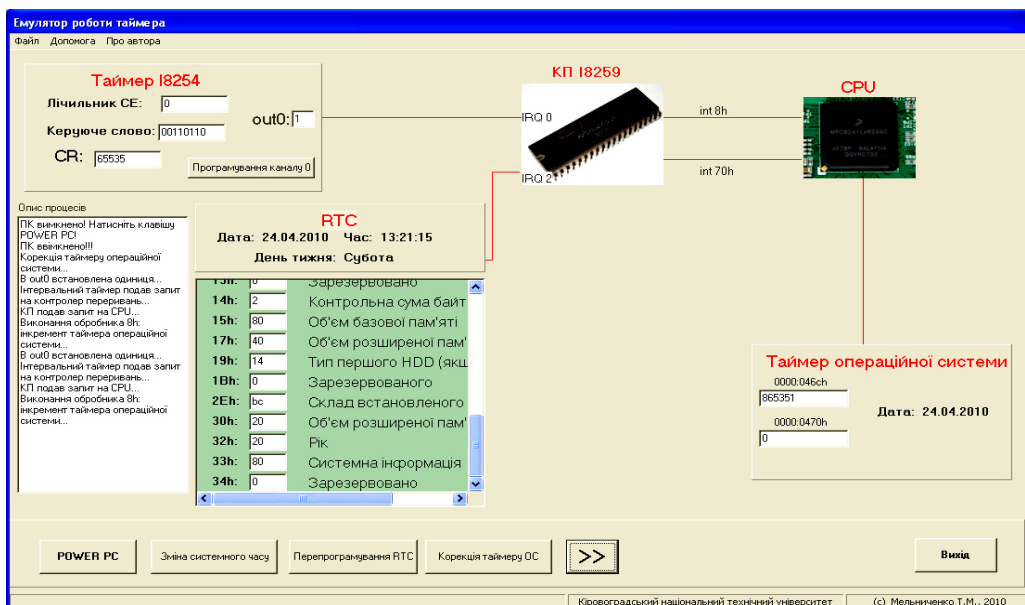 Емулятор роботи таймера
Файл Допомога Про автора
Таймер I8254
Лічильник CE: 0
out0: 1
Керуюче слово: 00110110
CR: 65535
Програмування каналу 0
КП I8259
IRQ 0
IRQ 2
int 8h
int 70h
CPU
Опис процесів
ПК вимкнено! Натисніть клавішу
POWER PC!
ПК ввімкнено!!!
Корекція таймеру операційної
системи...
В out0 встановлена одиниця...
Інтервальний таймер подав запит
на контролер переривань...
КП подав запит на CPU...
Виконання обробника 8h:
інкремент таймера операційної
системи...
В out0 встановлена одиниця...
Інтервальний таймер подав запит
на контролер переривань...
КП подав запит на CPU...
Виконання обробника 8h:
інкремент таймера операційної
системи...
RTC
Дата: 24.04.2010 Час: 13:21:15
День тижня: Субота
13h: 0 Зарезервовано
14h: 2 Контрольна сума байт
15h: 80 Об'єм базової пам'яті
17h: 40 Об'єм розширеної пам'
19h: 14 Тип першого HDD (якщ
1Bh: 0 Зарезервованого
2Eh: bc Склад встановленого
30h: 20 Об'єм розширеної пам'
32h: 20 Рік
33h: 80 Системна інформація
34h: 0 Зарезервовано
Таймер операційної системи
0000:046ch
865351
Дата: 24.04.2010
0000:0470h
0
POWER PC
Зміна системного часу
Перепрограмування RTC
Корекція таймеру ОС
>>
Вихід
Кіровоградський національний технічний університет
(c) Мельниченко Т.М., 2010